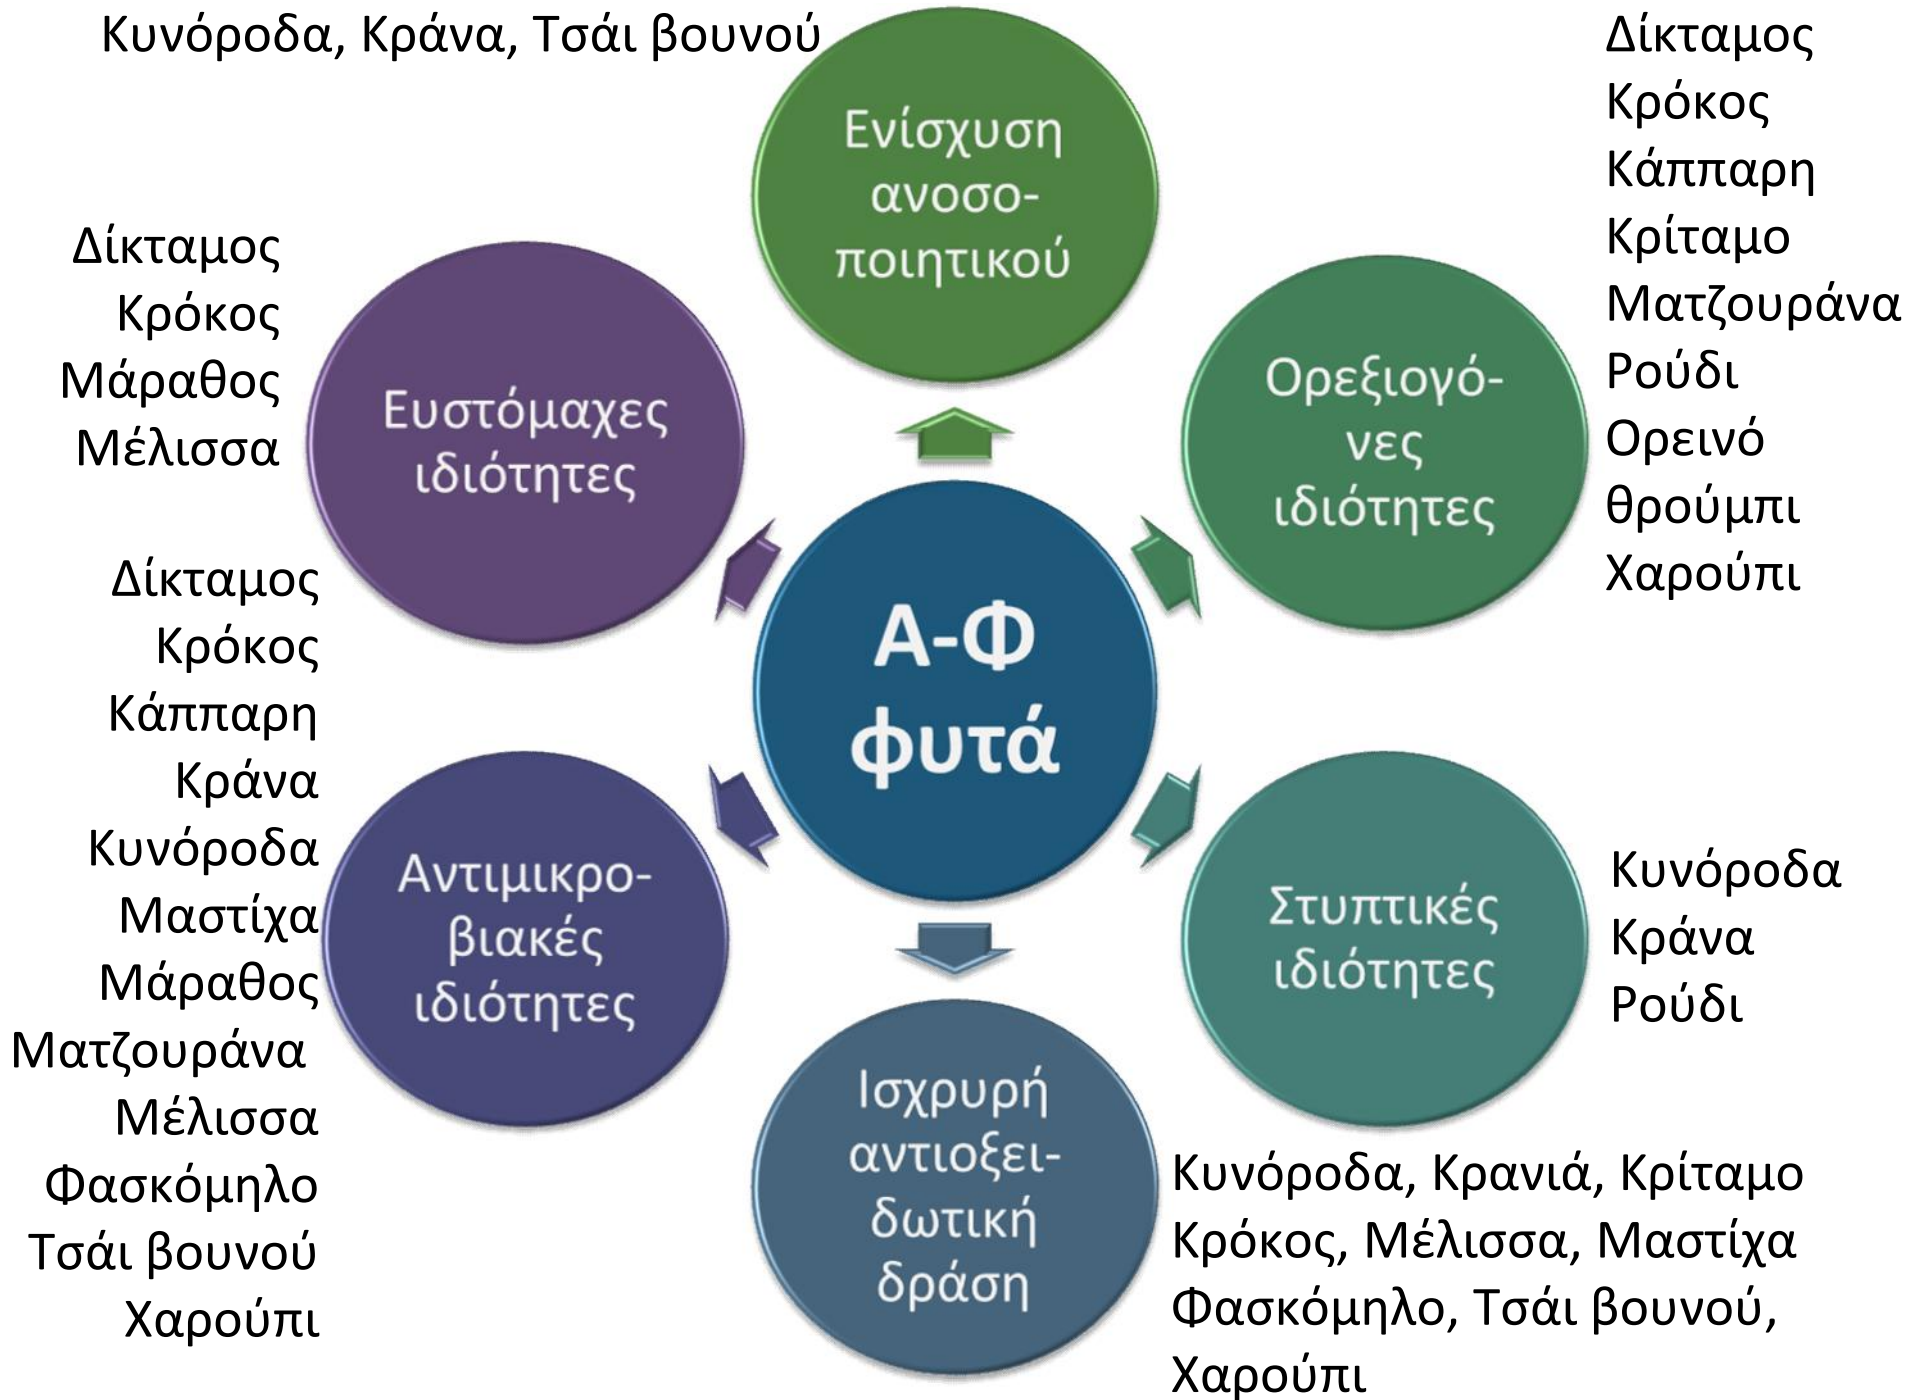 Κυνόροδα, Κράνα, Τσάι βουνού
Ενίσχυση
ανοσο-
ποιητικού
Δίκταμος
Κρόκος
Κάππαρη
Κρίταμο
Ματζουράνα
Ρούδι
Ορεινό
θρούμπι
Χαρούπι
Ορεξιογό-
νες
ιδιότητες
Δίκταμος
Κρόκος
Μάραθος
Μέλισσα
Ευστόμαχες
ιδιότητες
Α-Φ
φυτά
Δίκταμος
Κρόκος
Κάππαρη
Κράνα
Κυνόροδα
Μαστίχα
Μάραθος
Ματζουράνα
Μέλισσα
Φασκόμηλο
Τσάι βουνού
Χαρούπι
Αντιμικρο-
βιακές
ιδιότητες
Στυπτικές
ιδιότητες
Κυνόροδα
Κράνα
Ρούδι
Ισχρυρή
αντιοξει-
δωτική
δράση
Κυνόροδα, Κρανιά, Κρίταμο
Κρόκος, Μέλισσα, Μαστίχα
Φασκόμηλο, Τσάι βουνού,
Χαρούπι